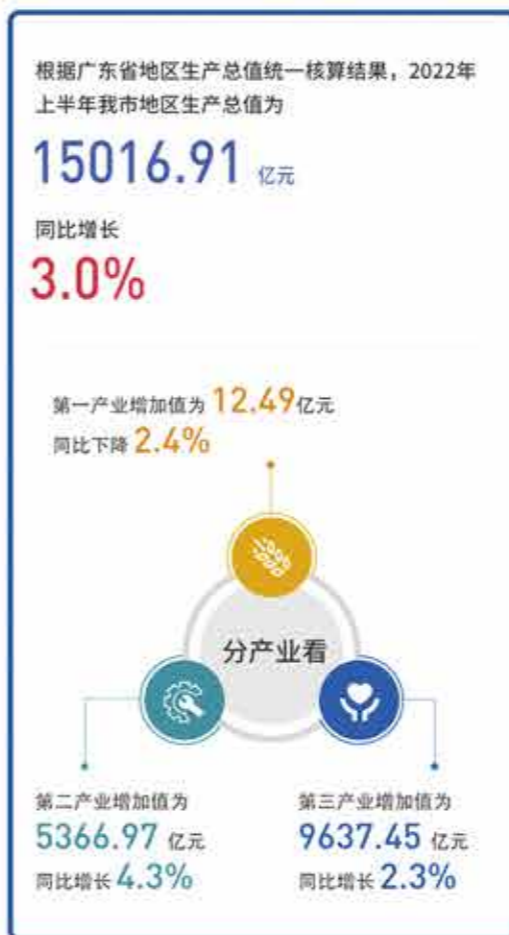 根据广东省地区生产总值统一核算结果，2022年
上半年我市地区生产总值为
15016.91 亿元
同比增长
3.0%
第一产业增加值为 12.49亿元
同比下降 2.4%
分产业看
第二产业增加值为
5366.97 亿元
同比增长 4.3%
第三产业增加值为
9637.45 亿元
同比增长 2.3%